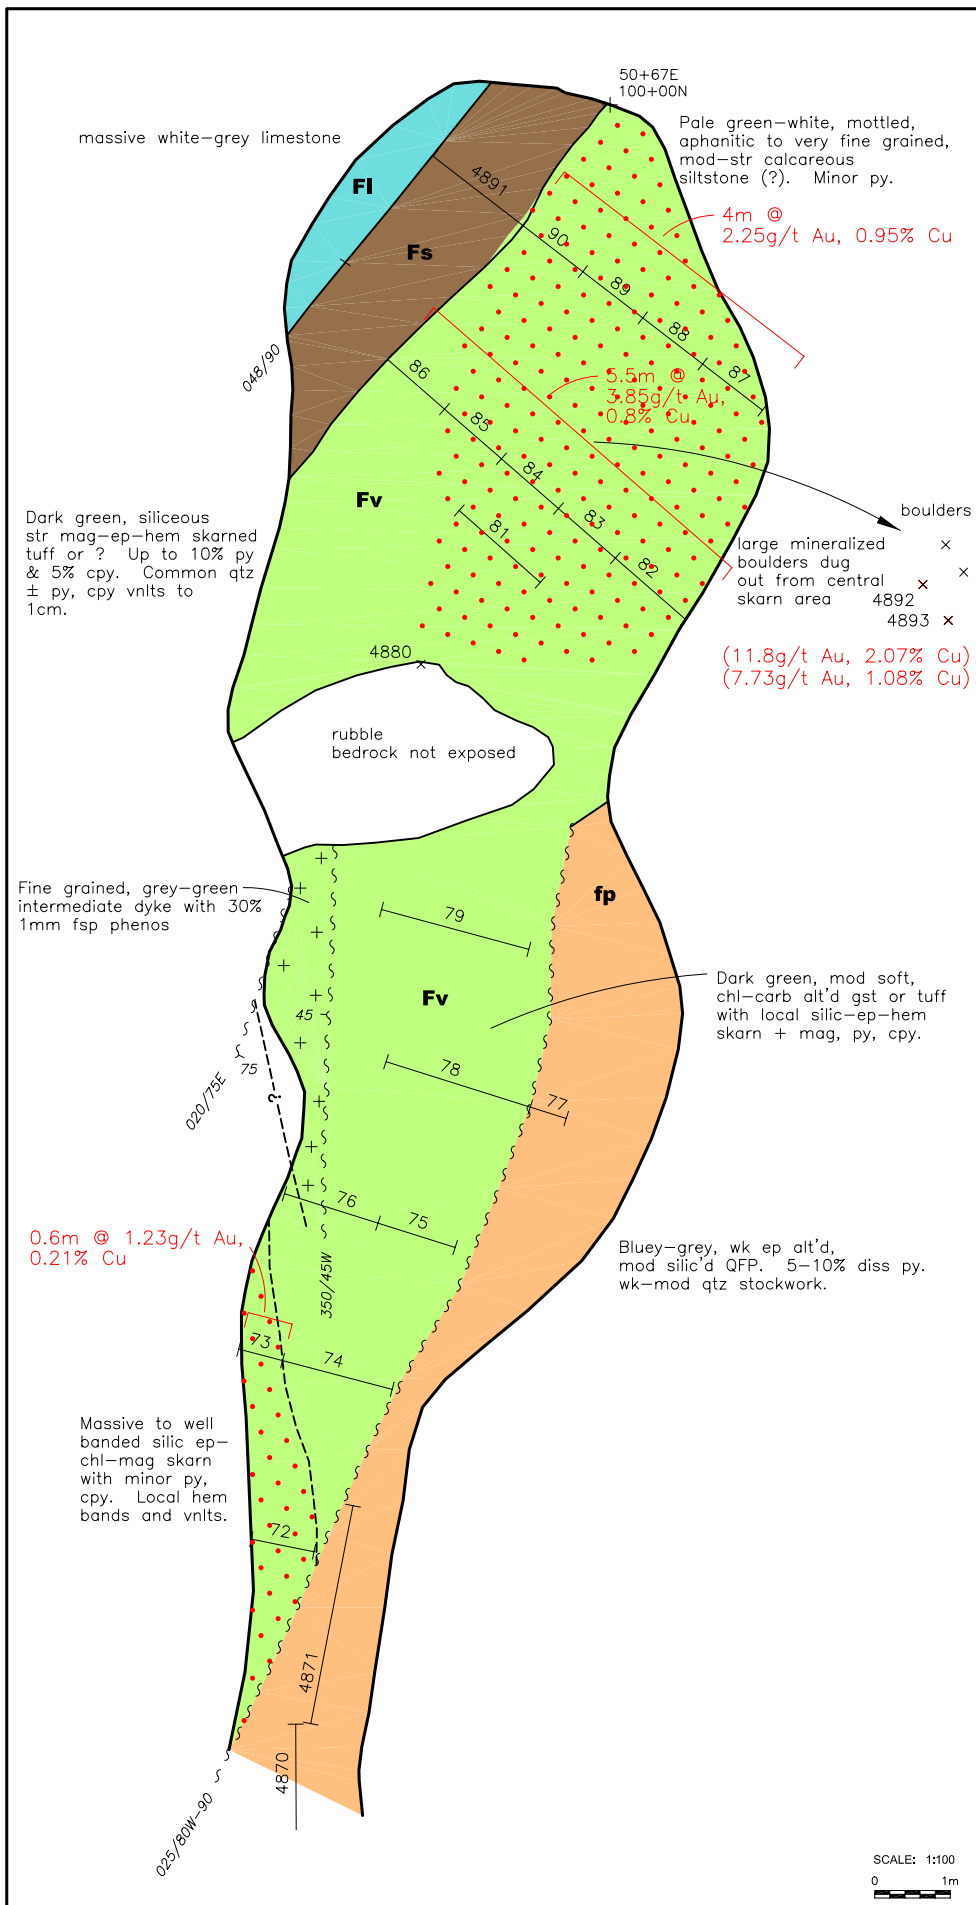 50+67E
100+00N
massive white-grey limestone
Pale green-white, mottled,
aphanitic to very fine grained,
mod-str calcareous
siltstone (?). Minor py.
Fl
4891
4m @
2.25g/t Au, 0.95% Cu
Fs
90
89
88
87
048/90
86
5.5m @
3.85g/t Au,
0.8% Cu
85
84
83
82
81
Fv
Dark green, siliceous
str mag-ep-hem skarned
tuff or ? Up to 10% py
& 5% cpy. Common qtz
± py, cpy vnlts to
1cm.
boulders
large mineralized
boulders dug
out from central
skarn area
4892
4893
(11.8g/t Au, 2.07% Cu)
(7.73g/t Au, 1.08% Cu)
4880
rubble
bedrock not exposed
Fine grained, grey-green
intermediate dyke with 30%
1mm fsp phenos
fp
79
Fv
Dark green, mod soft,
chl-carb alt'd gst or tuff
with local silic-ep-hem
skarn + mag, py, cpy.
45
75
020/75E
?
78
77
76
75
0.6m @ 1.23g/t Au,
0.21% Cu
350/45W
Bluey-grey, wk ep alt'd,
mod silic'd QFP. 5-10% diss py.
wk-mod qtz stockwork.
73
74
Massive to well
banded silic ep-
chl-mag skarn
with minor py,
cpy. Local hem
bands and vnlts.
72
4871
4870
025/80W-90
SCALE: 1:100
0 1m